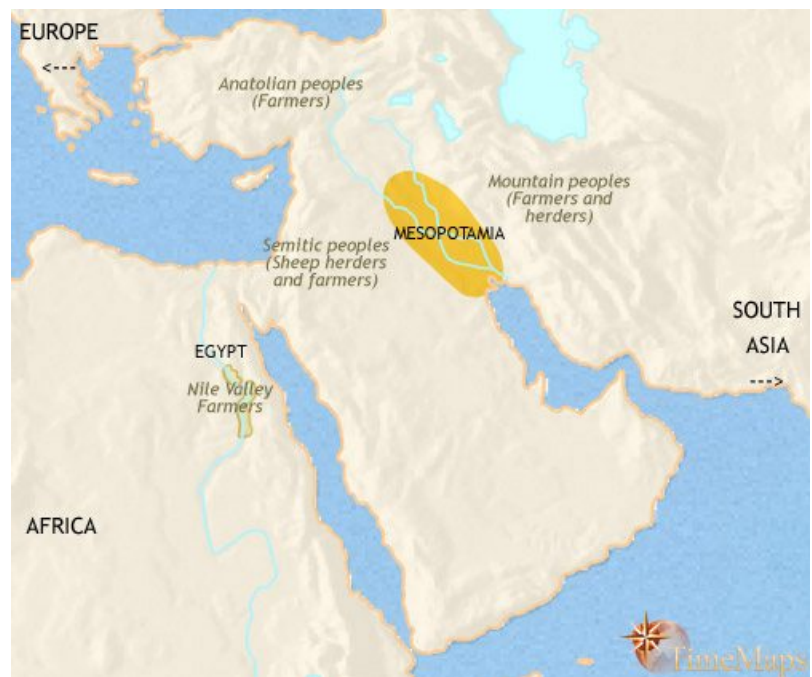 EUROPE
<---
Anatolian peoples
(Farmers)
Mountain peoples
(Farmers and
herders)
MESOPOTAMIA
Semitic peoples
(Sheep herders
and farmers)
SOUTH
ASIA
--->
EGYPT
Nile Valley
Farmers
AFRICA
TimeMaps